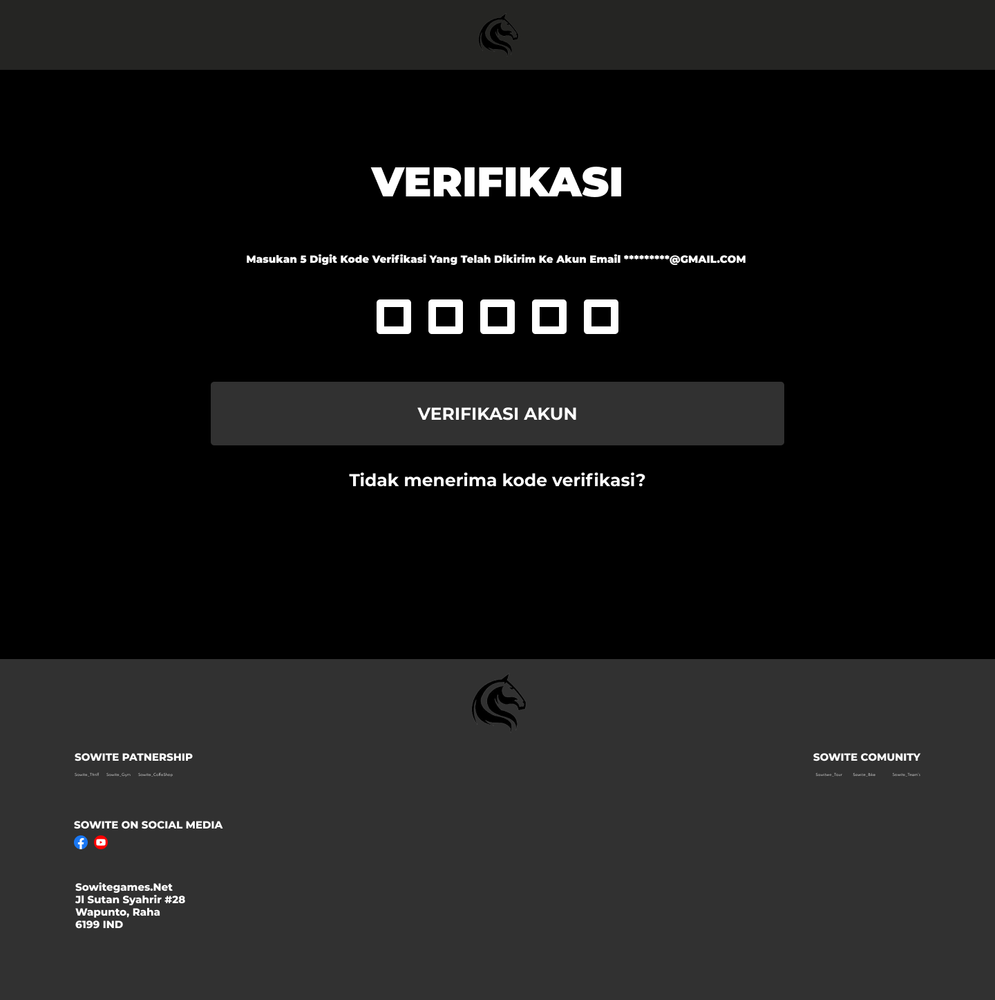 VERIFIKASI
Masukan 5 Digit Kode Verifikasi Yang Telah Dikirim Ke Akun Email *********@GMAIL.COM
VERIFIKASI AKUN
Tidak menerima kode verifikasi?
SOWITE PATNERSHIP
SOWITE COMUNITY
Sowite_Thrift Sowite_Gym Sowite_CoffeShop
Sowite_Bike Sowite_Team's
SOWITE ON SOCIAL MEDIA
Sowitegames.Net
Jl Sutan Syahrir #28
Wapunto, Raha
6199 IND